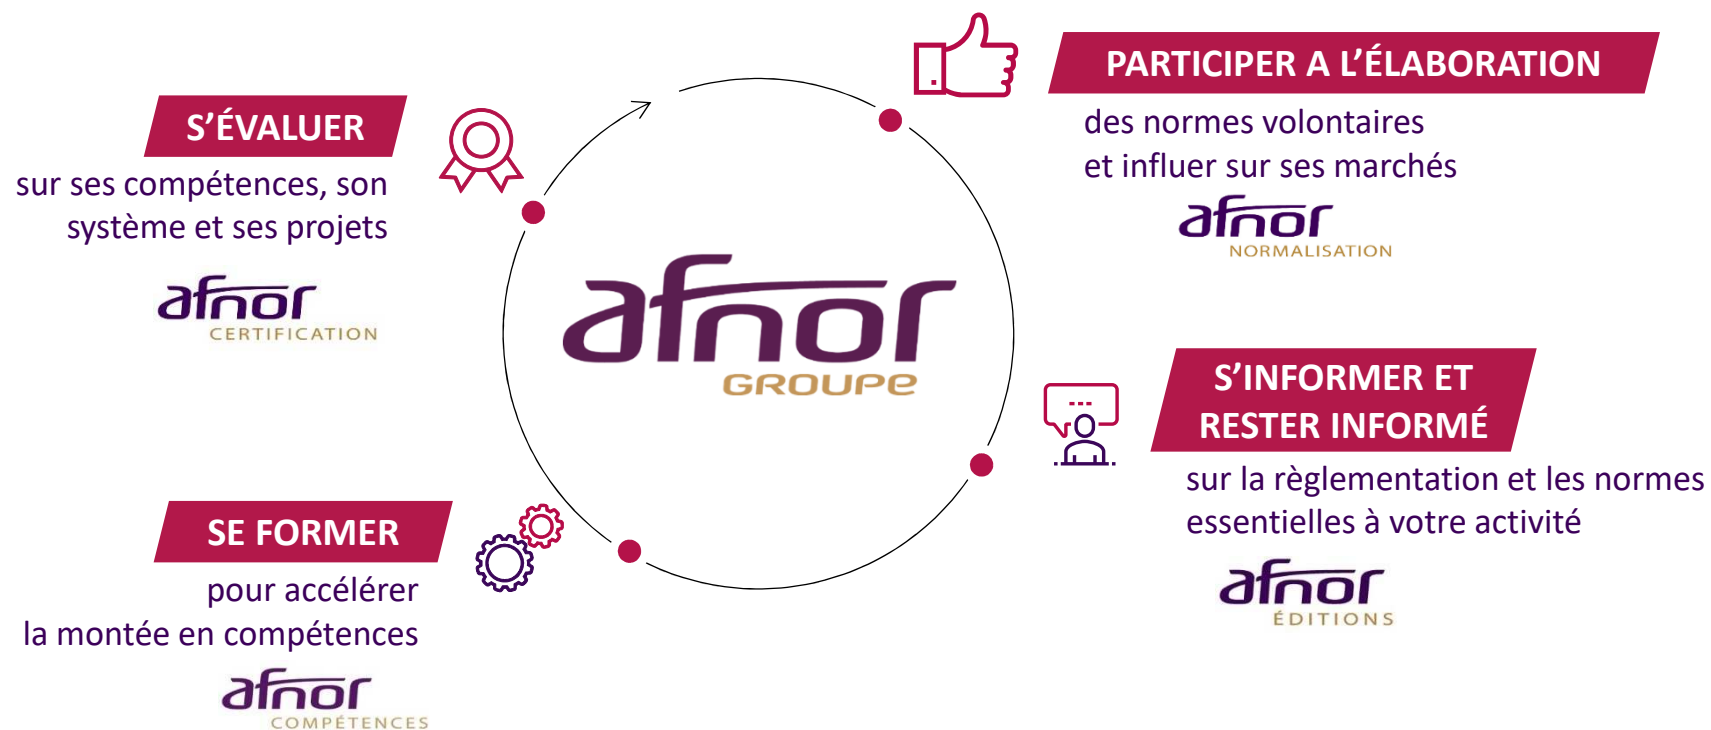 PARTICIPER A L'ÉLABORATION
des normes volontaires
et influer sur ses marchés
afnor
NORMALISATION
S'INFORMER ET
RESTER INFORMÉ
sur la règlementation et les normes
essentielles à votre activité
afnor
ÉDITIONS
SE FORMER
pour accélérer
la montée en compétences
afnor
COMPÉTENCES
S'ÉVALUER
sur ses compétences, son
système et ses projets
afnor
CERTIFICATION
afnor
GROUPE